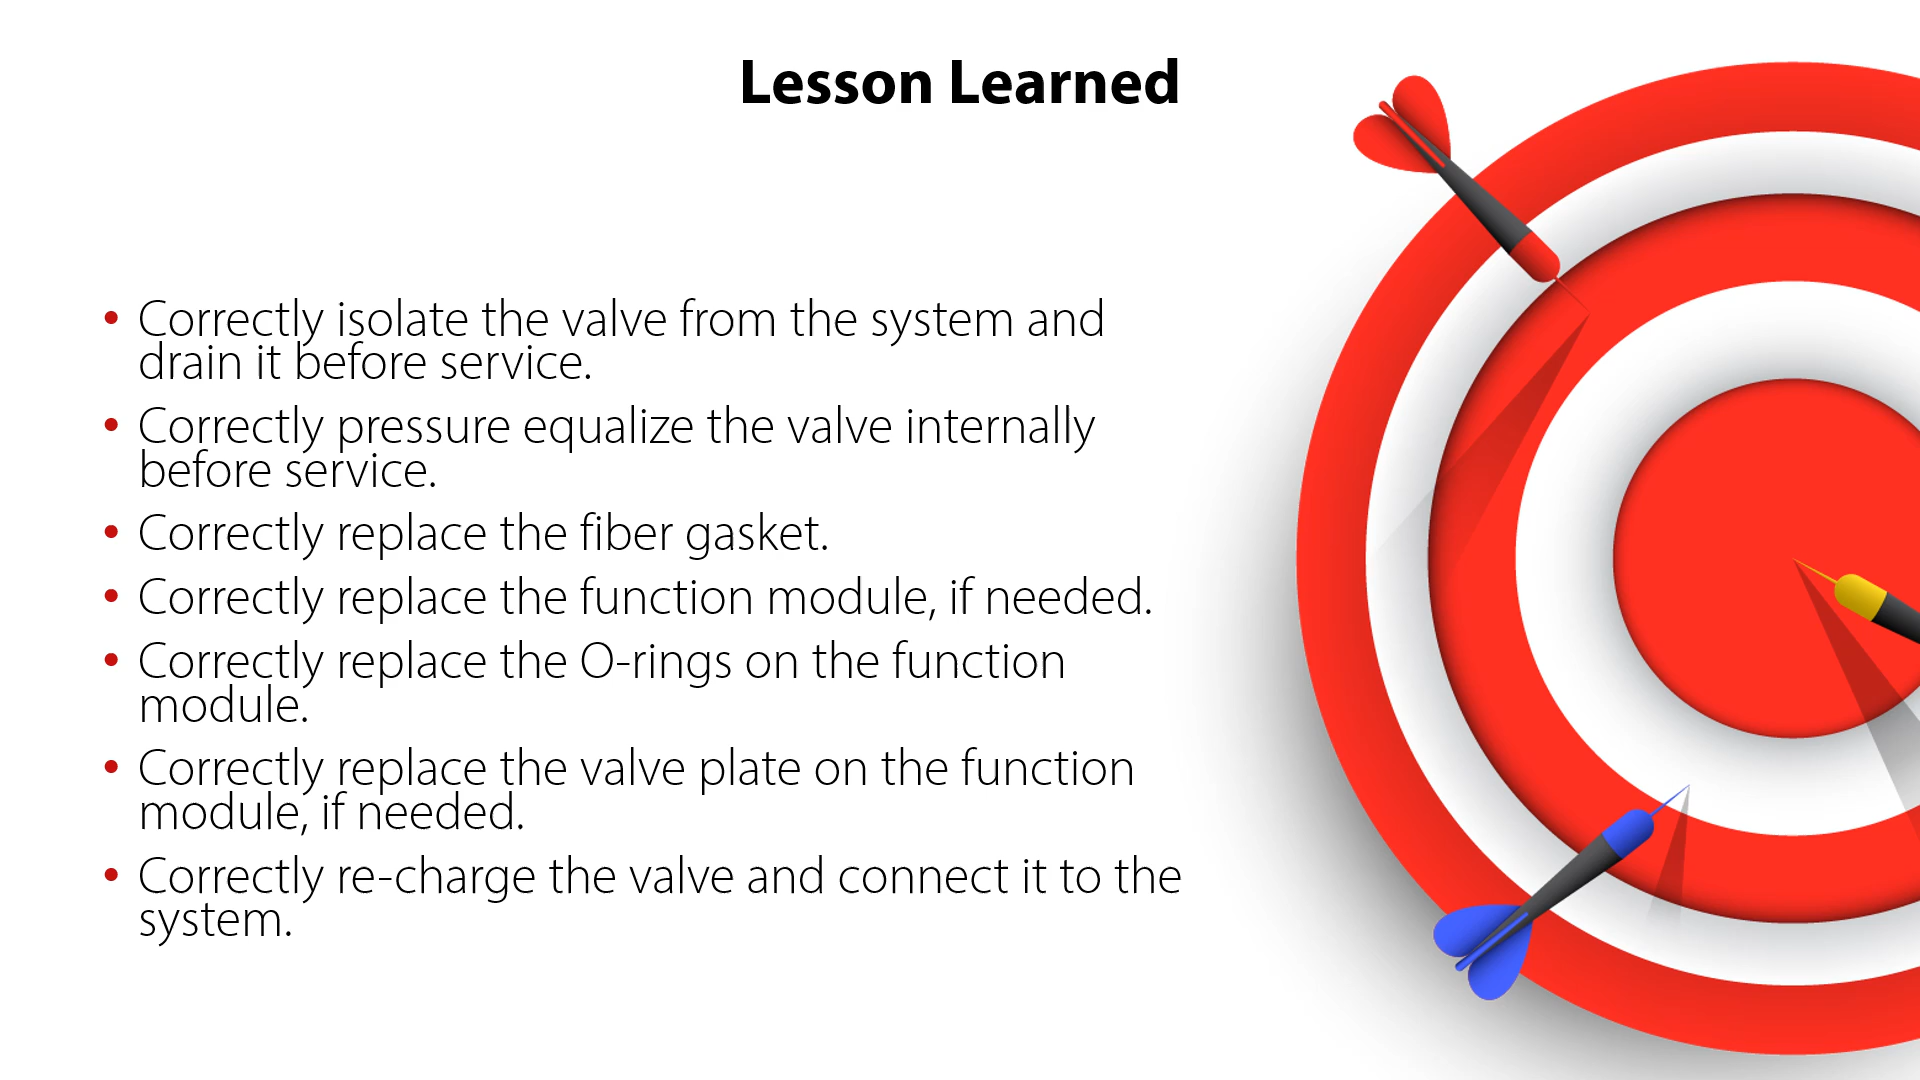 Lesson Learned
• Correctly isolate the valve from the system and
drain it before service.
• Correctly pressure equalize the valve internally
before service.
• Correctly replace the fiber gasket.
• Correctly replace the function module, if needed.
• Correctly replace the O-rings on the function
module.
• Correctly replace the valve plate on the function
module, if needed.
• Correctly re-charge the valve and connect it to the
system.